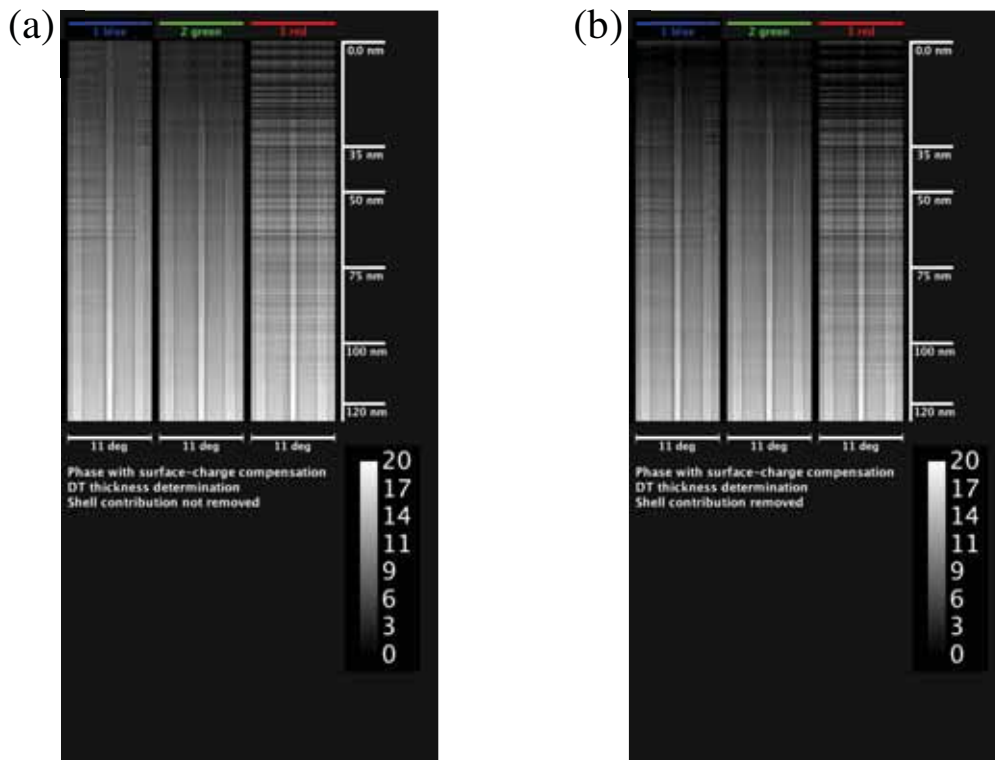 (a)
1 blue 2 green 3 red
0.0 nm
35 nm
50 nm
75 nm
100 nm
120 nm
11 deg 11 deg 11 deg
Phase with surface-charge compensation
DT thickness determination
Shell contribution not removed
20
17
14
11
9
6
3
0
(b)
1 blue 2 green 3 red
0.0 nm
35 nm
50 nm
75 nm
100 nm
120 nm
11 deg 11 deg 11 deg
Phase with surface-charge compensation
DT thickness determination
Shell contribution removed
20
17
14
11
9
6
3
0